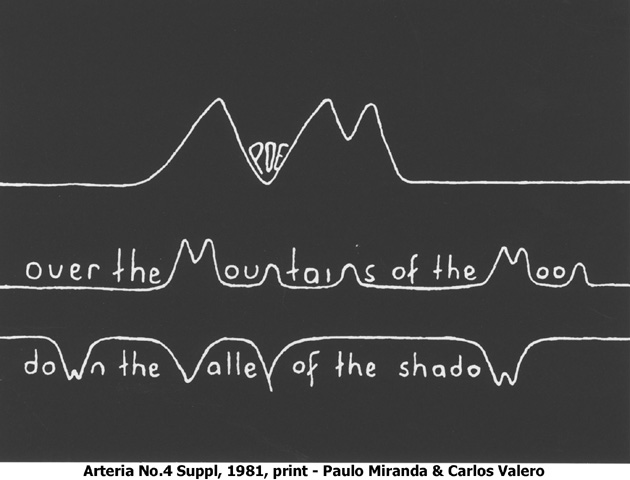 POE
over the Mountains of the Moon
down the Valley of the shadow
Arteria No.4 Suppl, 1981, print - Paulo Miranda & Carlos Valero